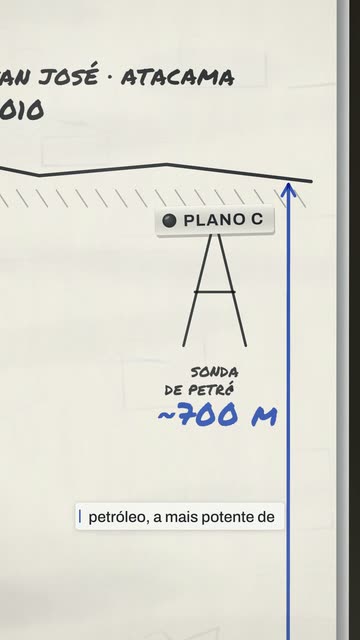 AN JOSÉ · ATACAMA
010
PLANO C
SONDA
DE PETRÓ
~700 M
petróleo, a mais potente de